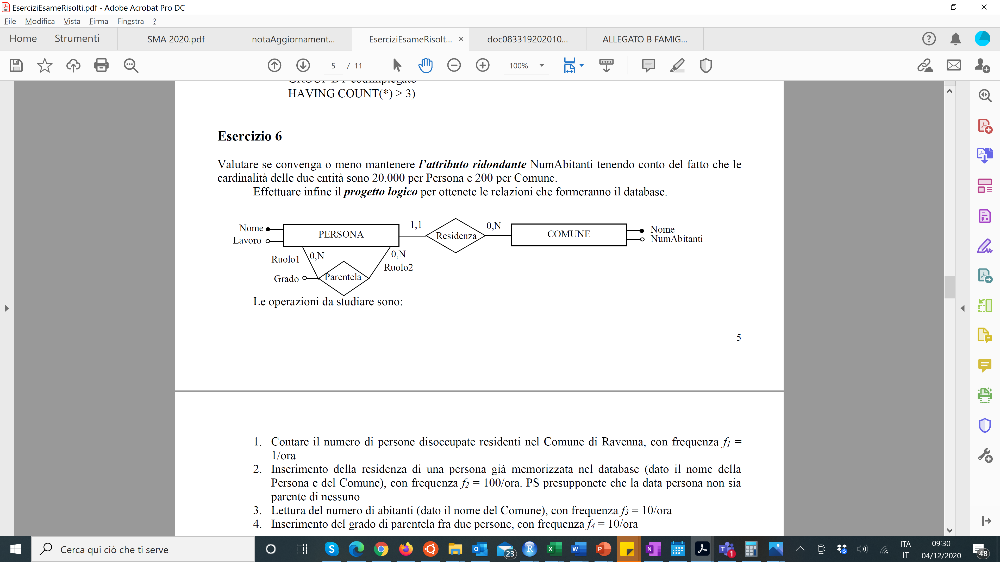 EserciziEsameRisolti.pdf - Adobe Acrobat Pro DC
File Modifica Vista Firma Finestra ?
Home Strumenti SMA 2020.pdf notaAggiornament... EserciziEsameRisolt... × doc083319202010... ALLEGATO B FAMIG...
5 / 11 100%
GROUP BY codimpiegato
HAVING COUNT(*) ≥ 3)
Esercizio 6
Valutare se convenga o meno mantenere l'attributo ridondante NumAbitanti tenendo conto del fatto che le
cardinalità delle due entità sono 20.000 per Persona e 200 per Comune.
Effettuare infine il progetto logico per ottenete le relazioni che formeranno il database.
Nome PERSONA 1,1 Residenza 0,N COMUNE Nome
Lavoro NumAbitanti
Ruolo1 0,N 0,N
Ruolo2
Grado Parentela
Le operazioni da studiare sono:
5
1. Contare il numero di persone disoccupate residenti nel Comune di Ravenna, con frequenza f1 =
1/ora
2. Inserimento della residenza di una persona già memorizzata nel database (dato il nome della
Persona e del Comune), con frequenza f2 = 100/ora. PS presupponete che la data persona non sia
parente di nessuno
3. Lettura del numero di abitanti (dato il nome del Comune), con frequenza f3 = 10/ora
4. Inserimento del grado di parentela fra due persone, con frequenza f4 = 10/ora
Cerca qui ciò che ti serve 23 1 ITA 09:30
IT 04/12/2020 48